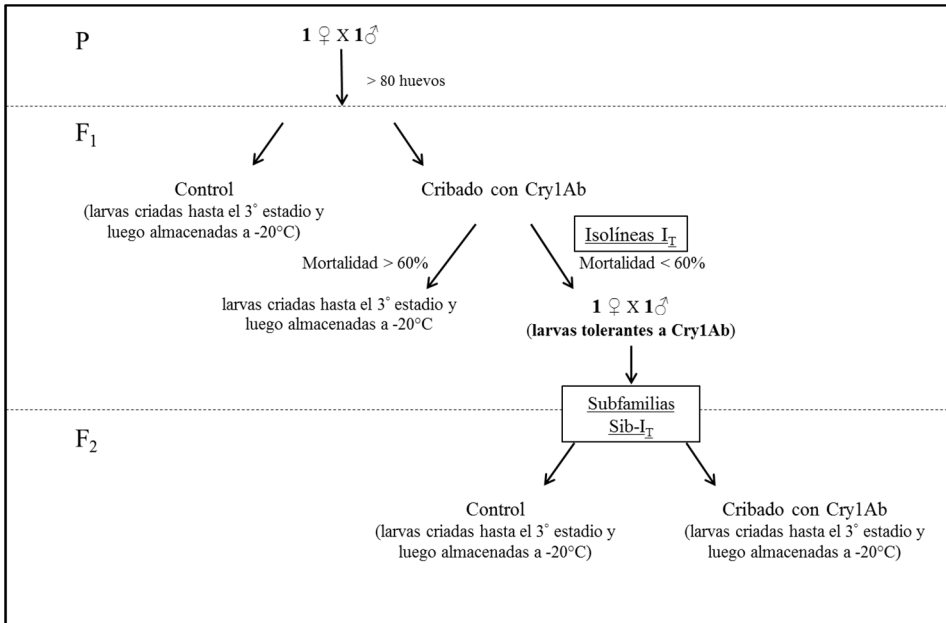 P
1 ♀ X 1♂
> 80 huevos
F1
Control
(larvas criadas hasta el 3° estadio y
luego almacenadas a -20°C)
Cribado con Cry1Ab
Mortalidad > 60%
larvas criadas hasta el 3° estadio y
luego almacenadas a -20°C
Isolíneas IT
Mortalidad < 60%
1 ♀ X 1♂
(larvas tolerantes a Cry1Ab)
Subfamilias
Sib-IT
F2
Control
(larvas criadas hasta el 3° estadio y
luego almacenadas a -20°C)
Cribado con Cry1Ab
(larvas criadas hasta el 3° estadio y
luego almacenadas a -20°C)